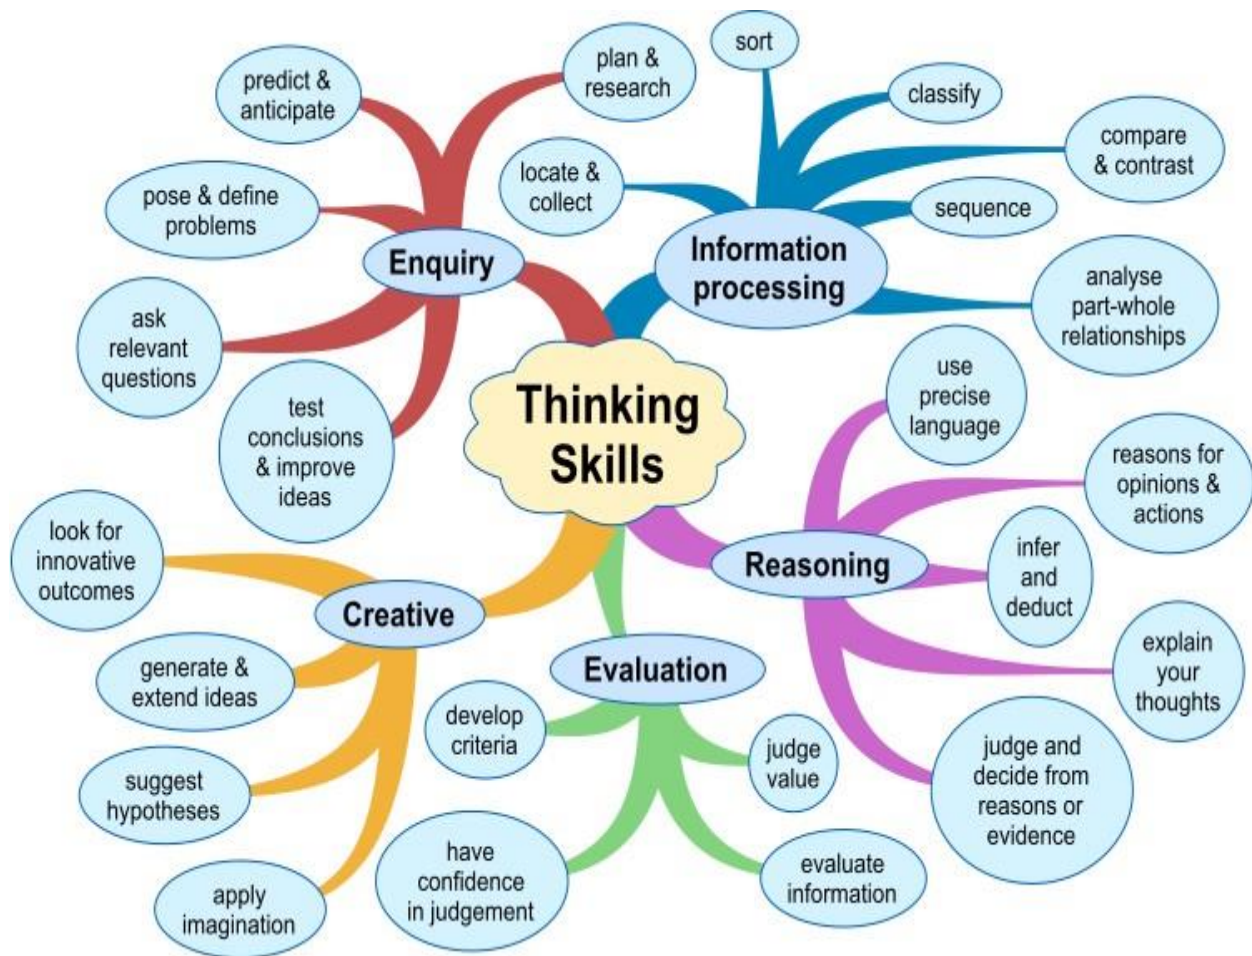 Thinking
Skills
Enquiry
predict &
anticipate
plan &
research
pose & define
problems
ask
relevant
questions
test
conclusions
& improve
ideas
Information
processing
sort
classify
compare
& contrast
locate &
collect
sequence
analyse
part-whole
relationships
Reasoning
use
precise
language
reasons for
opinions &
actions
infer
and
deduct
explain
your
thoughts
judge and
decide from
reasons or
evidence
Evaluation
develop
criteria
judge
value
have
confidence
in judgement
evaluate
information
Creative
look for
innovative
outcomes
generate &
extend ideas
suggest
hypotheses
apply
imagination